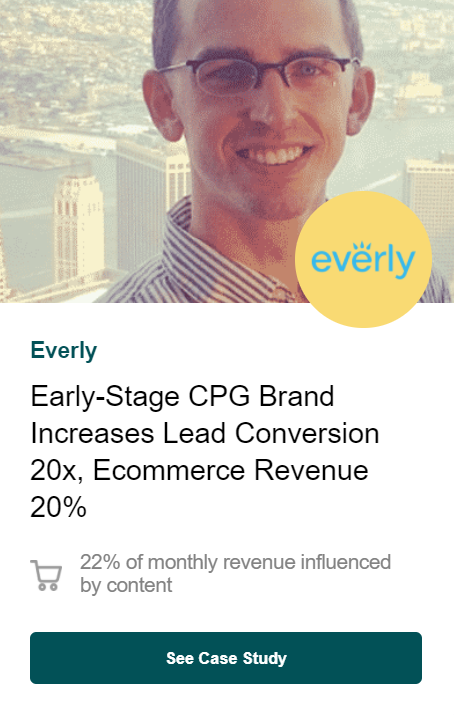 everly
Everly
Early-Stage CPG Brand
Increases Lead Conversion
20x, Ecommerce Revenue
20%
22% of monthly revenue influenced
by content
See Case Study